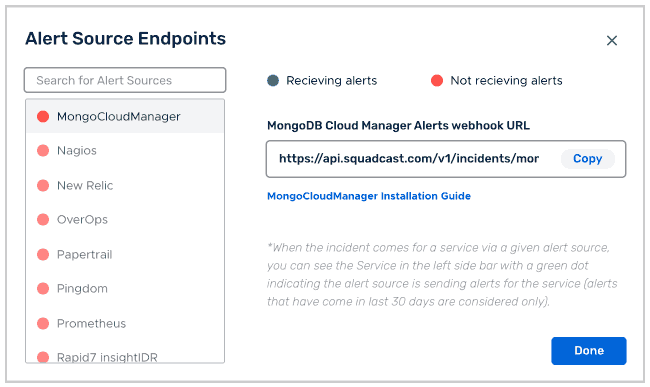 Alert Source Endpoints
Search for Alert Sources
MongoCloudManager
Nagios
New Relic
OverOps
Papertrail
Pingdom
Prometheus
Rapid7 insightIDR
Recieving alerts
Not recieving alerts
MongoDB Cloud Manager Alerts webhook URL
https://api.squadcast.com/v1/incidents/mor
Copy
MongoCloudManager Installation Guide
*When the incident comes for a service via a given alert source,
you can see the Service in the left side bar with a green dot
indicating the alert source is sending alerts for the service (alerts
that have come in last 30 days are considered only).
Done